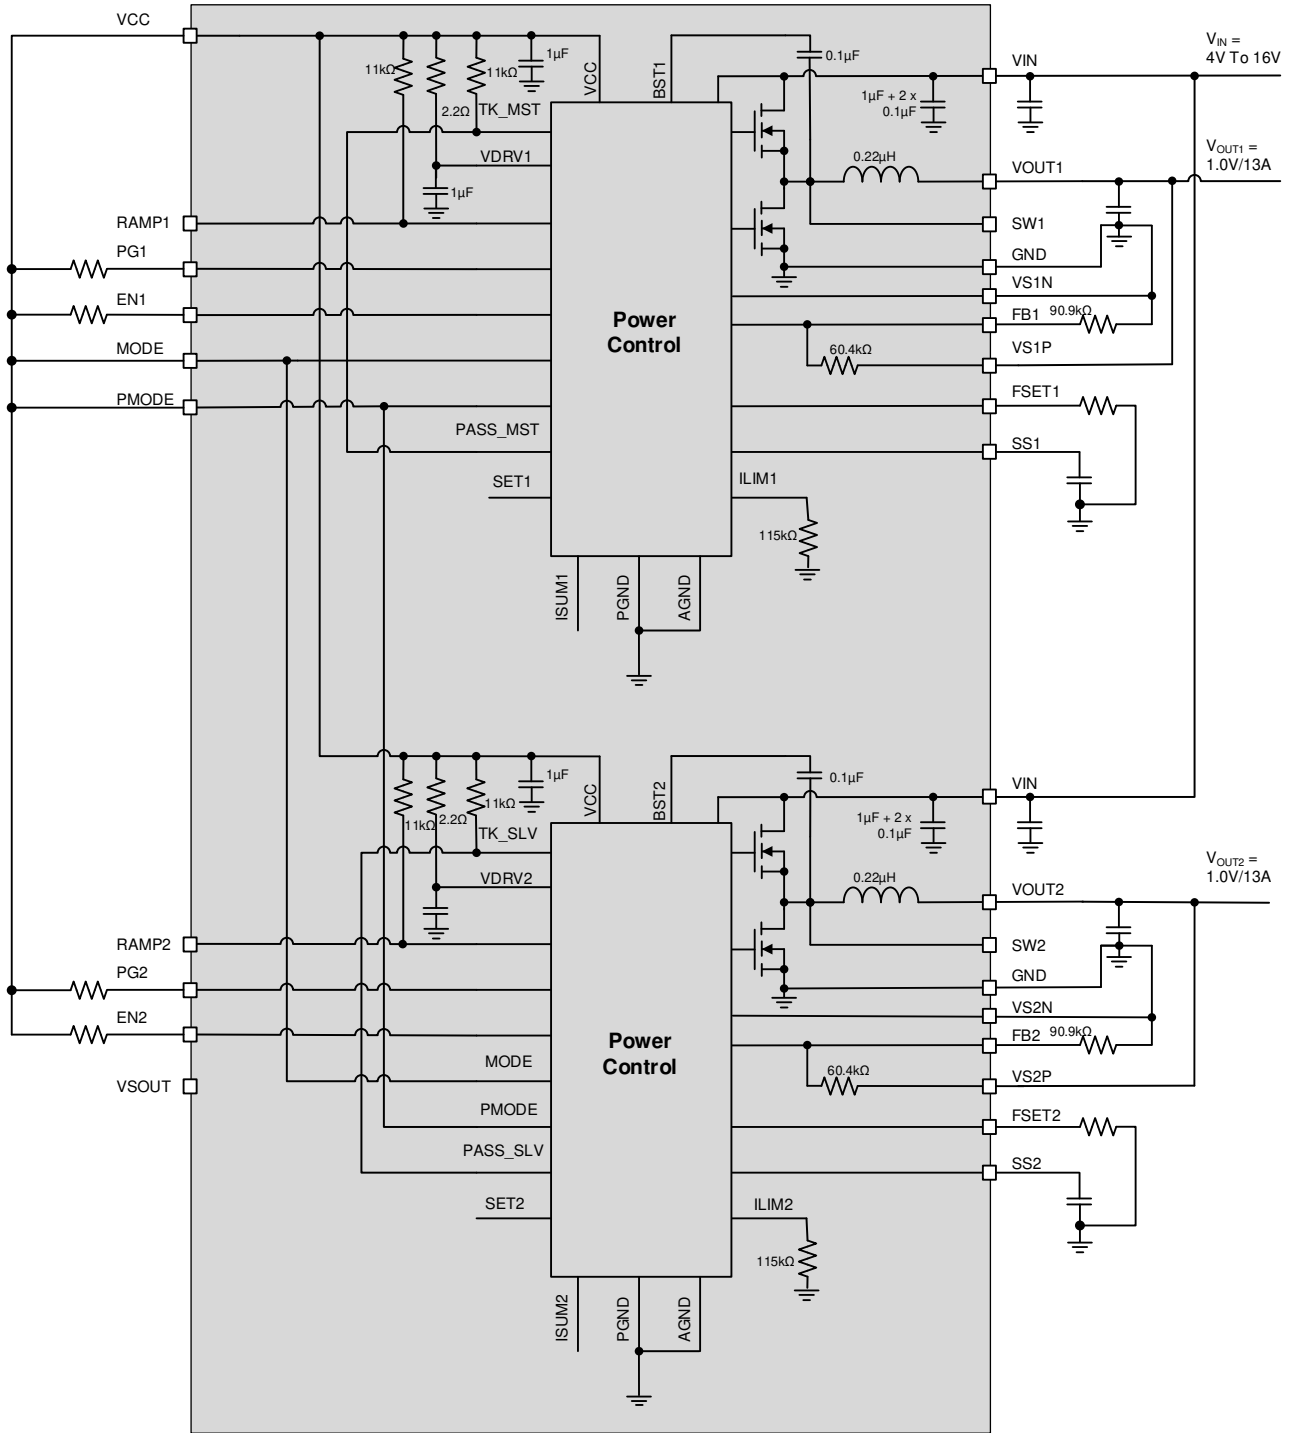 VCC
11kΩ
2.2Ω
11kΩ
1µF
VCC
BST1
0.1µF
VIN
V_IN =
4V To 16V
1µF + 2 x
0.1µF
TK_MST
VDRV1
1µF
0.22µH
VOUT1
V_OUT1 =
1.0V/13A
RAMP1
SW1
PG1
GND
EN1
VS1N
Power
Control
FB1
90.9kΩ
MODE
60.4kΩ
VS1P
PMODE
FSET1
PASS_MST
SS1
SET1
ILIM1
115kΩ
ISUM1
PGND
AGND
11kΩ
2.2Ω
11kΩ
1µF
VCC
BST2
0.1µF
VIN
1µF + 2 x
0.1µF
TK_SLV
VDRV2
0.22µH
VOUT2
V_OUT2 =
1.0V/13A
RAMP2
SW2
PG2
GND
EN2
VS2N
Power
Control
FB2
90.9kΩ
MODE
60.4kΩ
VS2P
VSOUT
PMODE
FSET2
PASS_SLV
SS2
SET2
ILIM2
115kΩ
ISUM2
PGND
AGND